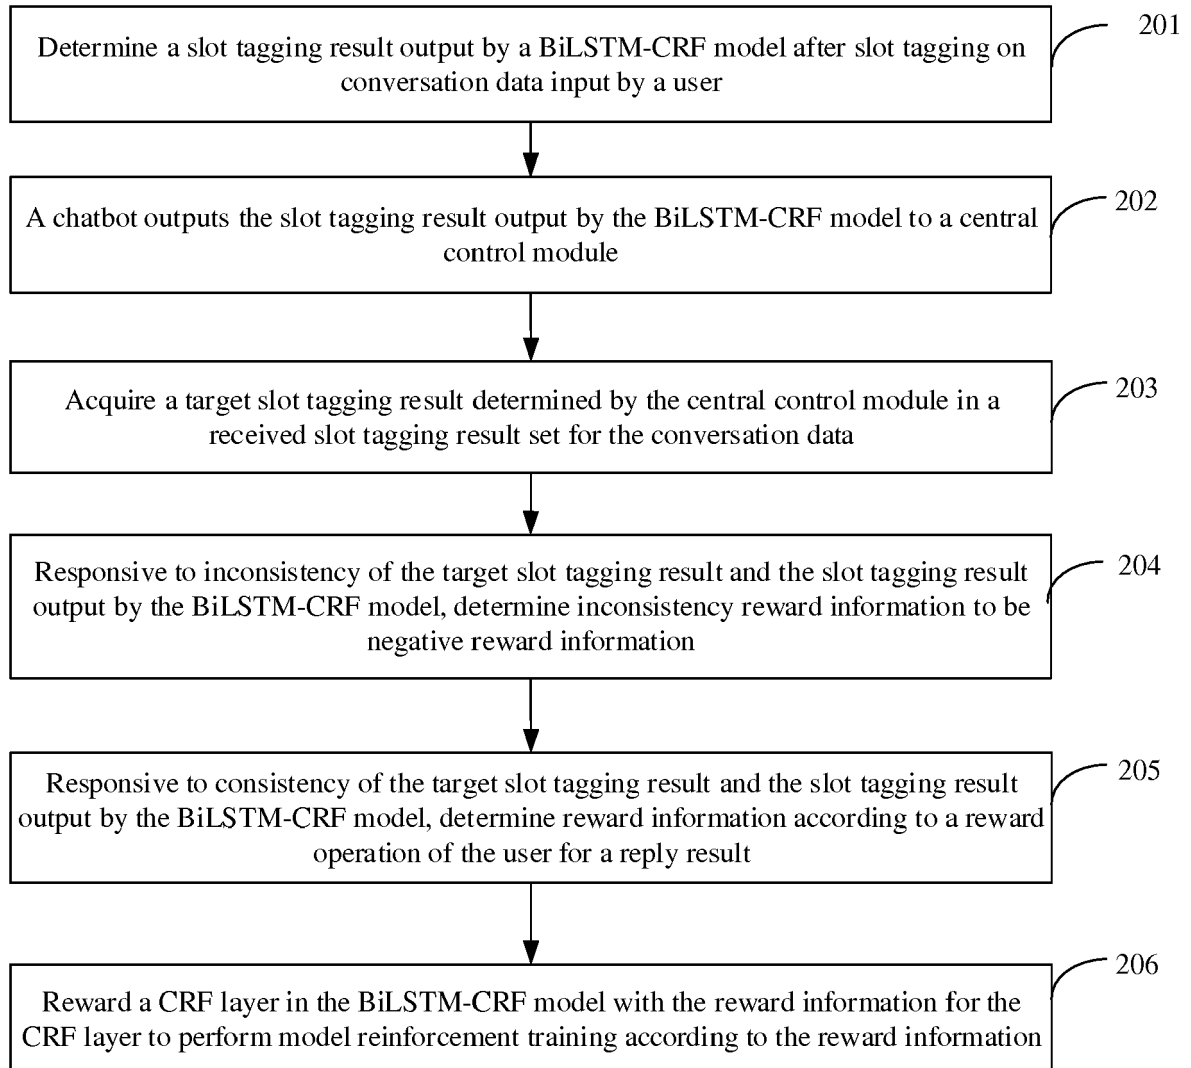 Determine a slot tagging result output by a BiLSTM-CRF model after slot tagging on
conversation data input by a user
201
A chatbot outputs the slot tagging result output by the BiLSTM-CRF model to a central
control module
202
Acquire a target slot tagging result determined by the central control module in a
received slot tagging result set for the conversation data
203
Responsive to inconsistency of the target slot tagging result and the slot tagging result
output by the BiLSTM-CRF model, determine inconsistency reward information to be
negative reward information
204
Responsive to consistency of the target slot tagging result and the slot tagging result
output by the BiLSTM-CRF model, determine reward information according to a reward
operation of the user for a reply result
205
Reward a CRF layer in the BiLSTM-CRF model with the reward information for the
CRF layer to perform model reinforcement training according to the reward information
206